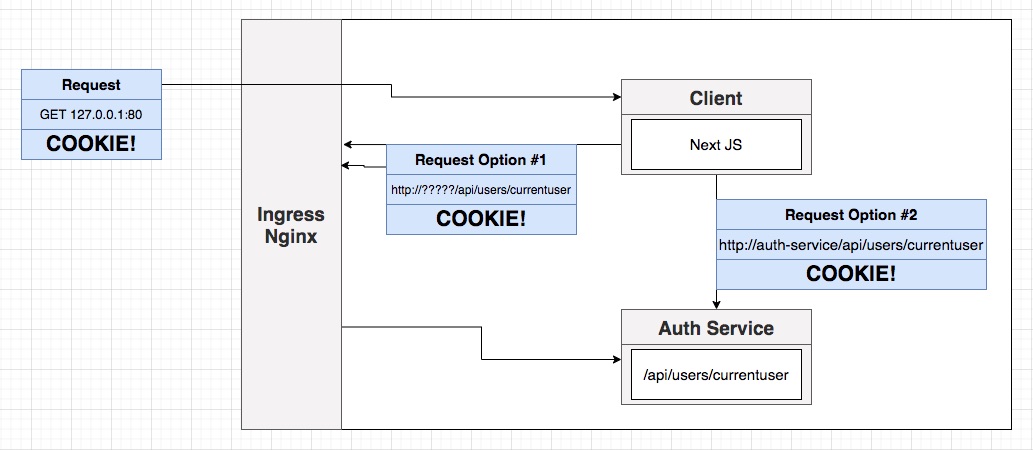 Request
GET 127.0.0.1:80
COOKIE!
Ingress
Nginx
Client
Next JS
Request Option #1
http://?????/api/users/currentuser
COOKIE!
Request Option #2
http://auth-service/api/users/currentuser
COOKIE!
Auth Service
/api/users/currentuser